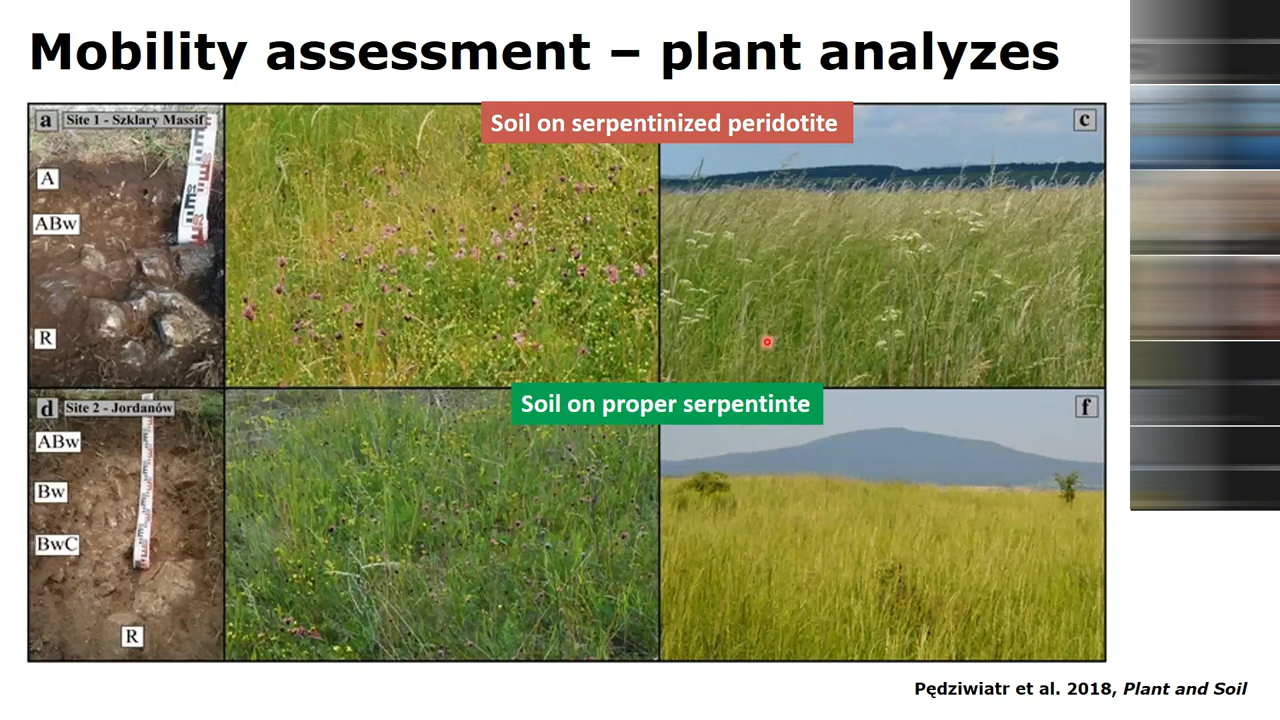 Mobility assessment – plant analyzes
a Site 1 - Szklary Massif
Soil on serpentinized peridotite
c
A
ABw
R
d Site 2 - Jordanów
Soil on proper serpentinte
f
ABw
Bw
BwC
R
Pędziwiatr et al. 2018, Plant and Soil